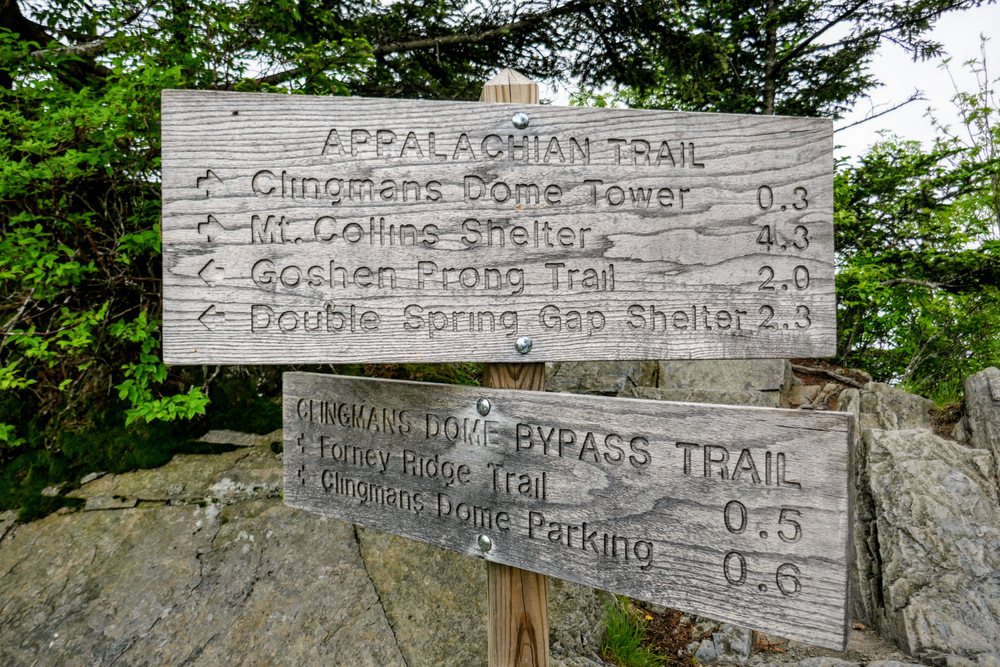 APPALACHIAN TRAIL
→ Clingmans Dome Tower 0.3
→ Mt. Collins Shelter 4.3
← Goshen Prong Trail 2.0
← Double Spring Gap Shelter 2.3
CLINGMANS DOME BYPASS TRAIL
Forney Ridge Trail 0.5
Clingmans Dome Parking 0.6